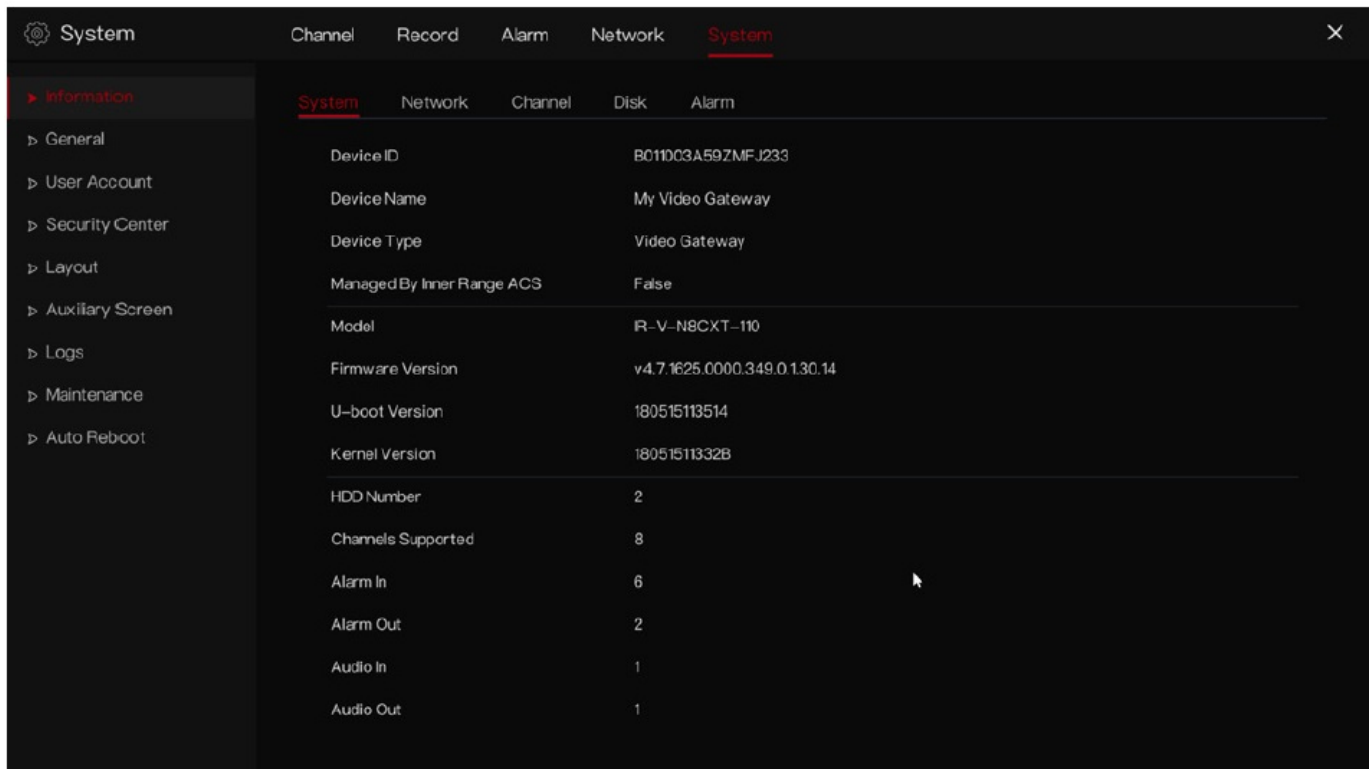 System
Channel Record Alarm Network System
Information
General
User Account
Security Center
Layout
Auxiliary Screen
Logs
Maintenance
Auto Reboot
System Network Channel Disk Alarm
Device ID B011003A59ZMFJ233
Device Name My Video Gateway
Device Type Video Gateway
Managed By Inner Range ACS False
Model IR-V-N8CXT-110
Firmware Version v4.7.1625.0000.349.0.1.30.14
U-boot Version 180515113514
Kernel Version 18051511332B
HDD Number 2
Channels Supported 8
Alarm In 6
Alarm Out 2
Audio In 1
Audio Out 1